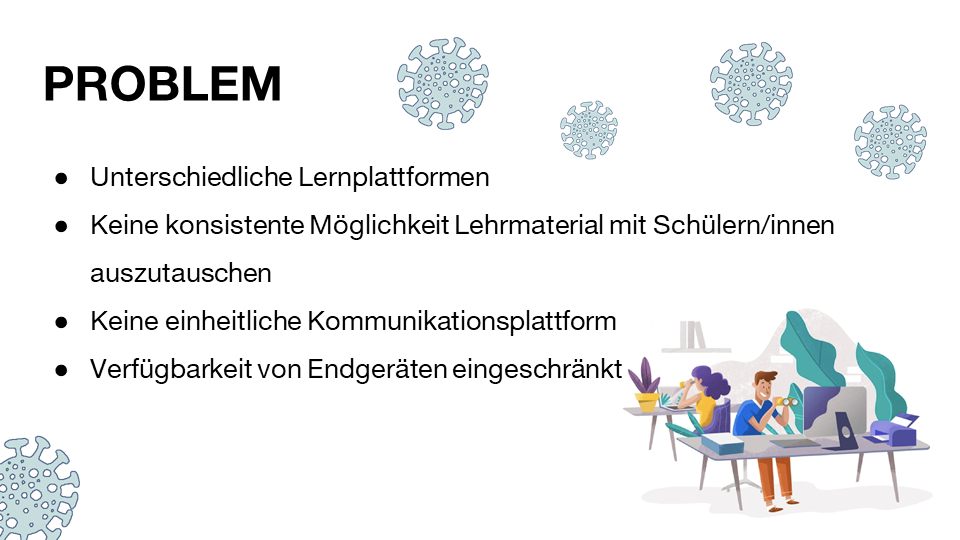 PROBLEM
● Unterschiedliche Lernplattformen
● Keine konsistente Möglichkeit Lehrmaterial mit Schülern/innen
auszutauschen
● Keine einheitliche Kommunikationsplattform
● Verfügbarkeit von Endgeräten eingeschränkt